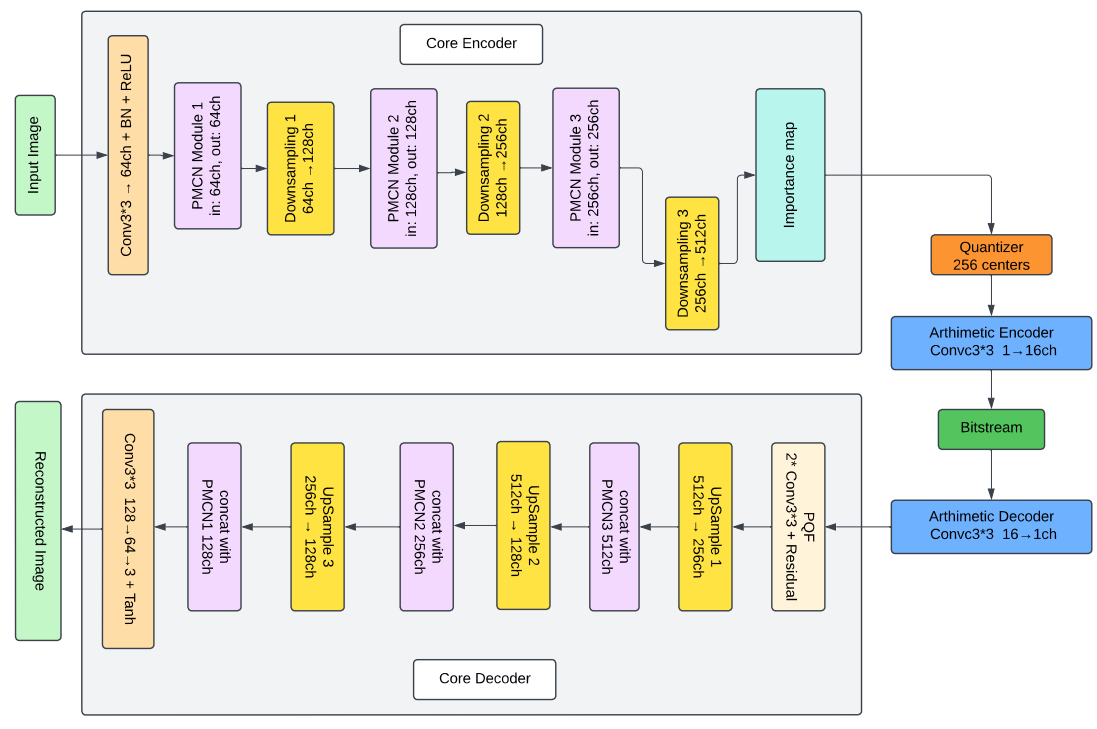 Core Encoder
Input Image
Conv3*3 → 64ch + BN + ReLU
PMCN Module 1
in: 64ch, out: 64ch
Downsampling 1
64ch →128ch
PMCN Module 2
in: 128ch, out: 128ch
Downsampling 2
128ch →256ch
PMCN Module 3
in: 256ch, out: 256ch
Downsampling 3
256ch →512ch
Importance map
Quantizer
256 centers
Arthimetic Encoder
Convc3*3 1→16ch
Bitstream
Arthimetic Decoder
Convc3*3 16→1ch
PQF
2* Conv3*3 + Residual
UpSample 1
512ch → 256ch
concat with
PMCN3 512ch
UpSample 2
512ch → 128ch
concat with
PMCN2 256ch
UpSample 3
256ch → 128ch
concat with
PMCN1 128ch
Conv3*3 128→64→3 + Tanh
Reconstructed Image
Core Decoder